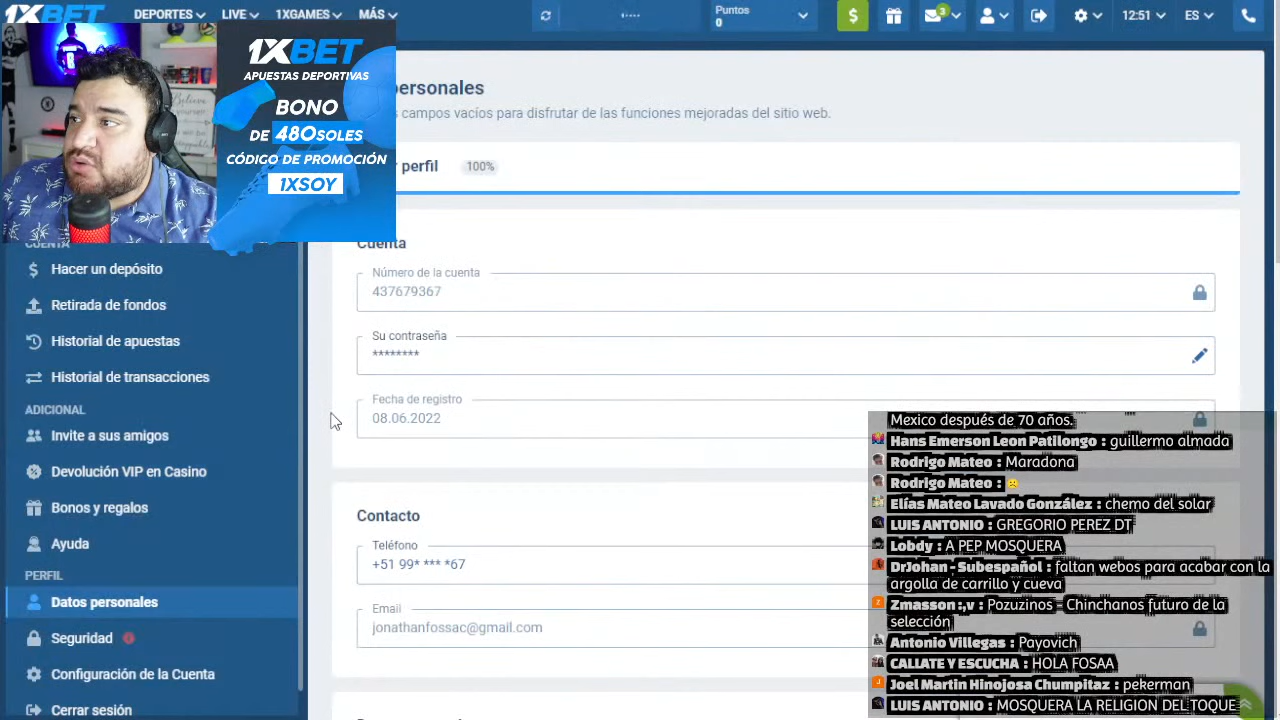 1XBET
DEPORTES
LIVE
1XGAMES
MÁS
Puntos
0
$
3
12:51
ES
1XBET
APUESTAS DEPORTIVAS
BONO
DE 480SOLES
CÓDIGO DE PROMOCIÓN
1XSOY
personales
campos vacíos para disfrutar de las funciones mejoradas del sitio web.
perfil 100%
CUENTA
Hacer un depósito
Retirada de fondos
Historial de apuestas
Historial de transacciones
ADICIONAL
Invite a sus amigos
Devolución VIP en Casino
Bonos y regalos
Ayuda
PERFIL
Datos personales
Seguridad
Configuración de la Cuenta
Cerrar sesión
Cuenta
Número de la cuenta
437679367
Su contraseña
********
Fecha de registro
08.06.2022
Contacto
Teléfono
+51 99* *** *67
Email
jonathanfossac@gmail.com
Mexico después de 70 años.
Hans Emerson Leon Patilongo : guillermo almada
Rodrigo Mateo : Maradona
Rodrigo Mateo : ☹️
Elías Mateo Lavado González : chemo del solar
LUIS ANTONIO : GREGORIO PEREZ DT
Lobdy : A PEP MOSQUERA
DrJohan - Subespañol : faltan webos para acabar con la
argolla de carrillo y cueva
Zmasson :,v : Pozuzinos - Chinchanos futuro de la
selección
Antonio Villegas : Payovich
CALLATE Y ESCUCHA : HOLA FOSAA
Joel Martin Hinojosa Chumpitaz : pekerman
LUIS ANTONIO : MOSQUERA LA RELIGION DEL TOQUE